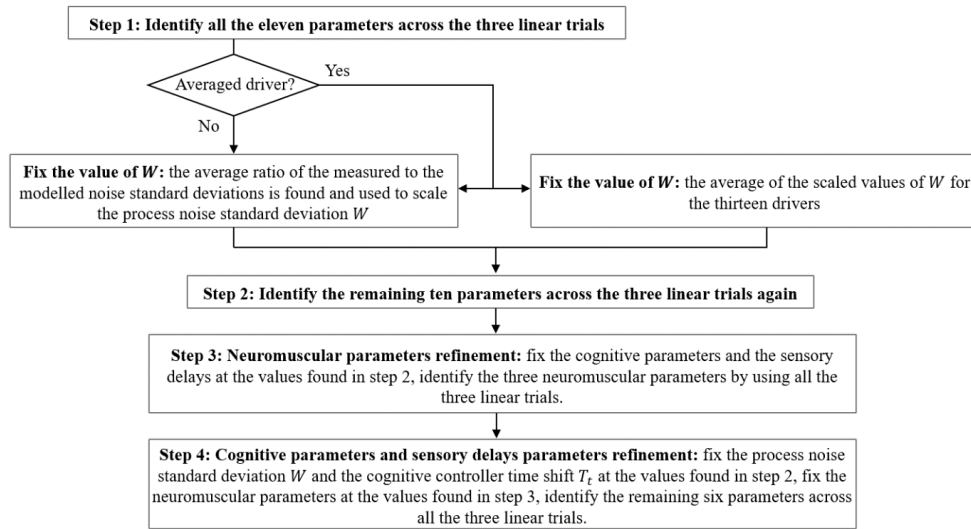 Step 1: Identify all the eleven parameters across the three linear trials
Averaged driver?
Yes
No
Fix the value of W: the average ratio of the measured to the
modelled noise standard deviations is found and used to scale
the process noise standard deviation W
Fix the value of W: the average of the scaled values of W for
the thirteen drivers
Step 2: Identify the remaining ten parameters across the three linear trials again
Step 3: Neuromuscular parameters refinement: fix the cognitive parameters and the sensory
delays at the values found in step 2, identify the three neuromuscular parameters by using all the
three linear trials.
Step 4: Cognitive parameters and sensory delays parameters refinement: fix the process noise
standard deviation W and the cognitive controller time shift Tₜ at the values found in step 2, fix the
neuromuscular parameters at the values found in step 3, identify the remaining six parameters across
all the three linear trials.